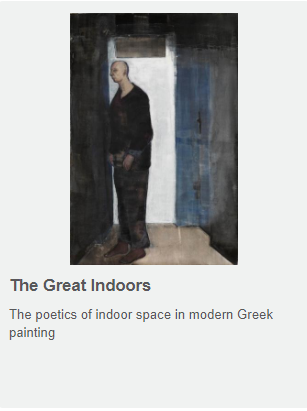 The Great Indoors
The poetics of indoor space in modern Greek
painting